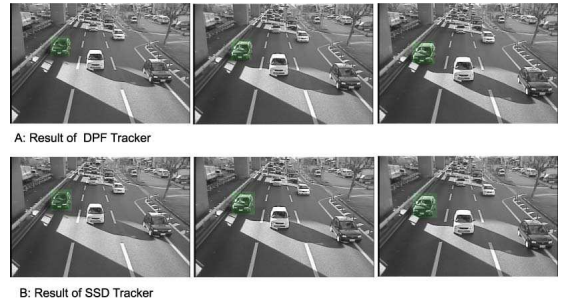 A: Result of DPF Tracker
B: Result of SSD Tracker